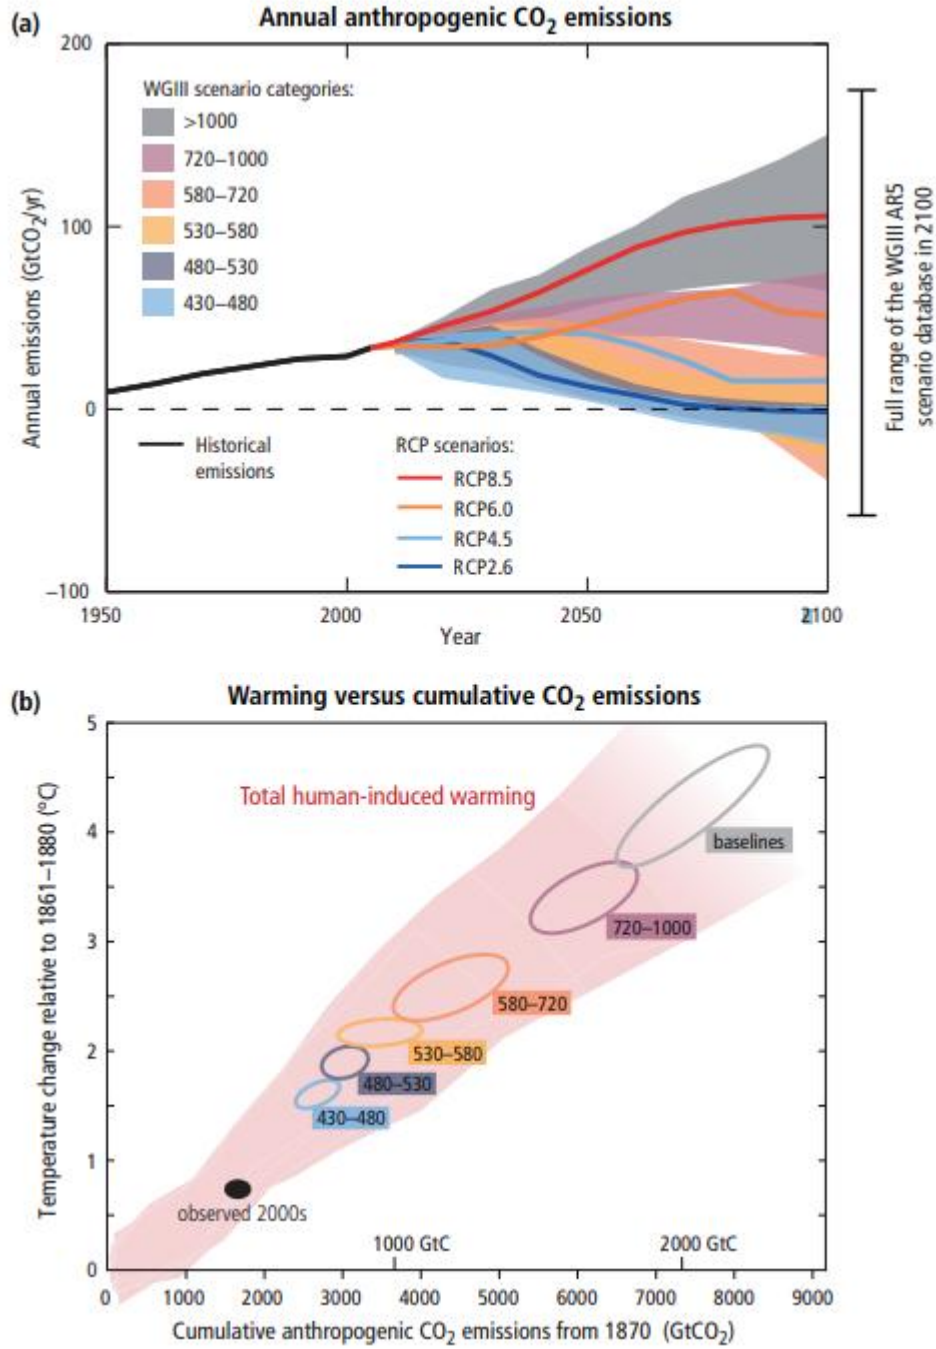 (a)
Annual anthropogenic CO₂ emissions
200
WGIII scenario categories:
>1000
720–1000
580–720
530–580
480–530
430–480
100
0
Annual emissions (GtCO₂/yr)
Historical
emissions
RCP scenarios:
RCP8.5
RCP6.0
RCP4.5
RCP2.6
–100
1950
2000
2050
2100
Year
Full range of the WGIII AR5
scenario database in 2100
(b)
Warming versus cumulative CO₂ emissions
5
Total human-induced warming
4
baselines
3
720–1000
580–720
2
530–580
480–530
430–480
1
observed 2000s
1000 GtC
2000 GtC
0
Temperature change relative to 1861–1880 (°C)
0
1000
2000
3000
4000
5000
6000
7000
8000
9000
Cumulative anthropogenic CO₂ emissions from 1870 (GtCO₂)